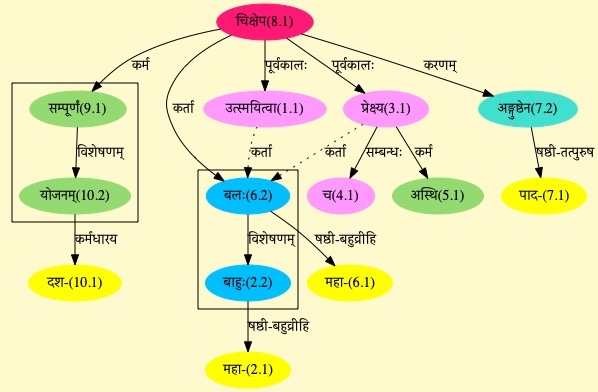 चिक्षेप(8.1)
कर्म
पूर्वकालः
पूर्वकालः
करणम्
कर्ता
सम्पूर्णं(9.1)
उत्स्मयित्वा(1.1)
प्रेक्ष्य(3.1)
अङ्गुष्ठेन(7.2)
विशेषणम्
कर्ता
कर्ता
सम्बन्धः
कर्म
षष्ठी-तत्पुरुष
योजनम्(10.2)
बलः(6.2)
च(4.1)
अस्थि(5.1)
पाद-(7.1)
कर्मधारय
विशेषणम्
षष्ठी-बहुव्रीहि
दश-(10.1)
बाहुः(2.2)
महा-(6.1)
षष्ठी-बहुव्रीहि
महा-(2.1)